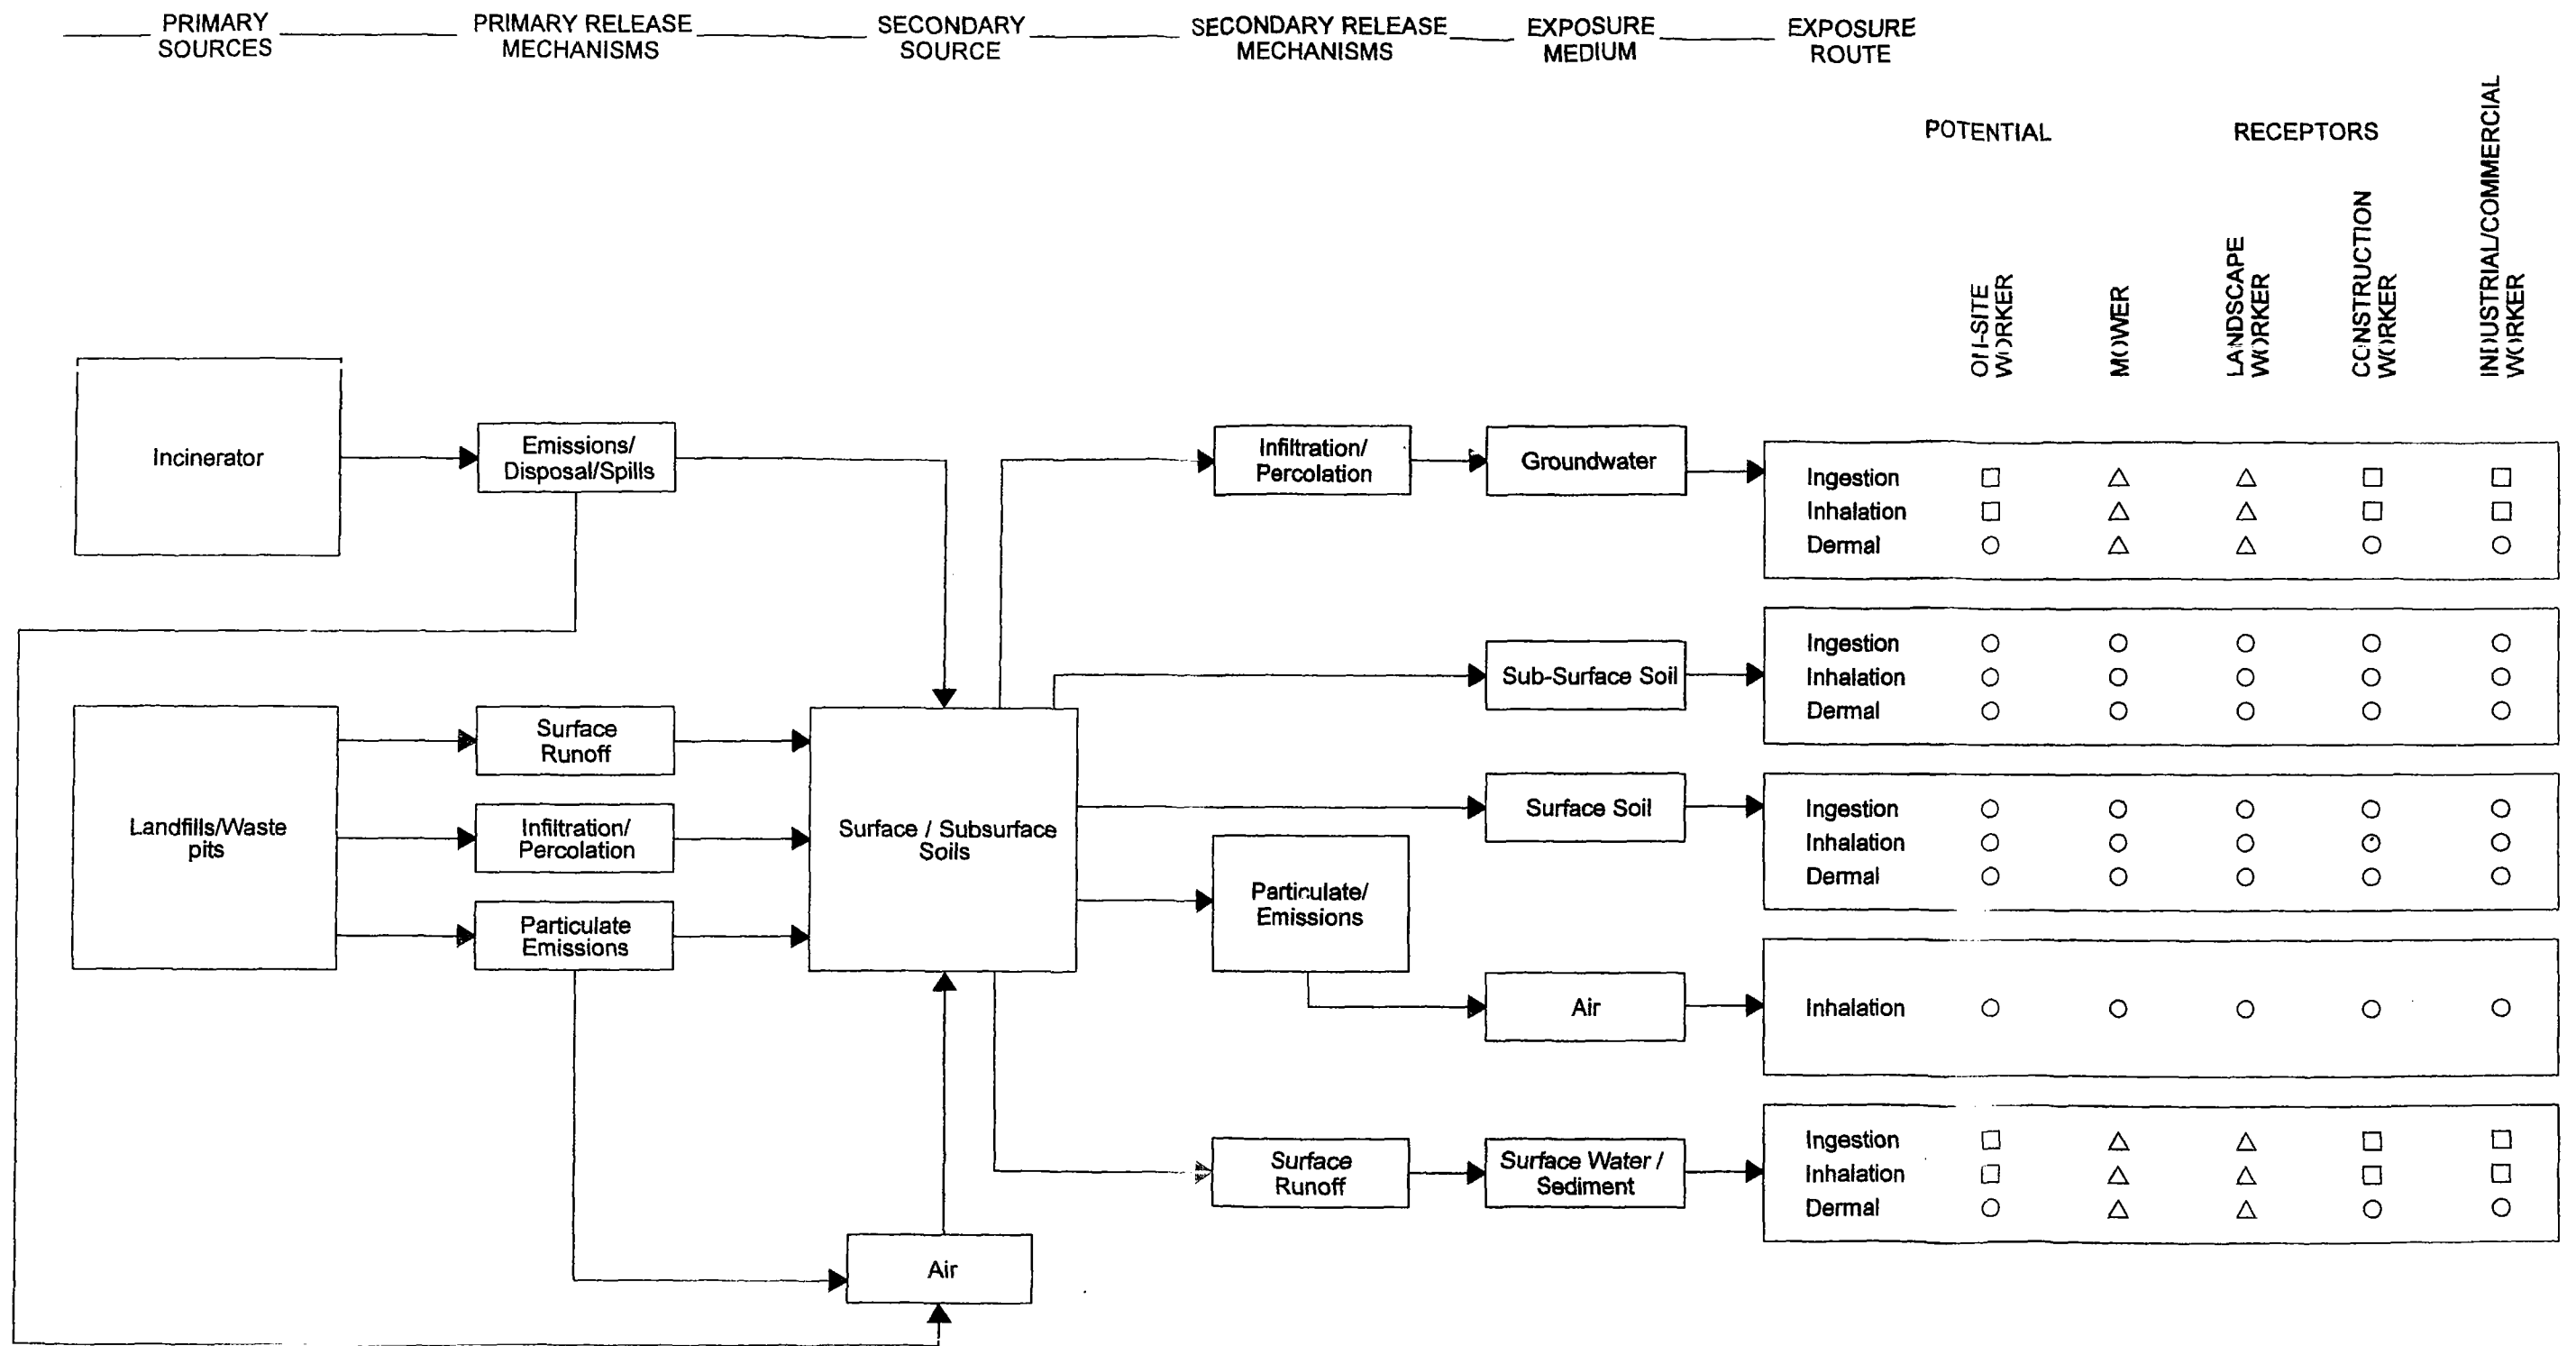 PRIMARY SOURCES
PRIMARY RELEASE MECHANISMS
SECONDARY SOURCE
SECONDARY RELEASE MECHANISMS
EXPOSURE MEDIUM
EXPOSURE ROUTE
POTENTIAL RECEPTORS
WORKER
MOWER
LANDSCAPE WORKER
CONSTRUCTION WORKER
INDUSTRIAL/COMMERCIAL WORKER
Incinerator
Emissions/
Disposal/Spills
Infiltration/
Percolation
Groundwater
Ingestion
Inhalation
Dermal
Sub-Surface Soil
Ingestion
Inhalation
Dermal
Landfills/Waste
pits
Surface
Runoff
Infiltration/
Percolation
Particulate
Emissions
Surface / Subsurface
Soils
Surface Soil
Ingestion
Inhalation
Dermal
Particulate/
Emissions
Air
Inhalation
Surface
Runoff
Surface Water /
Sediment
Ingestion
Inhalation
Dermal
Air